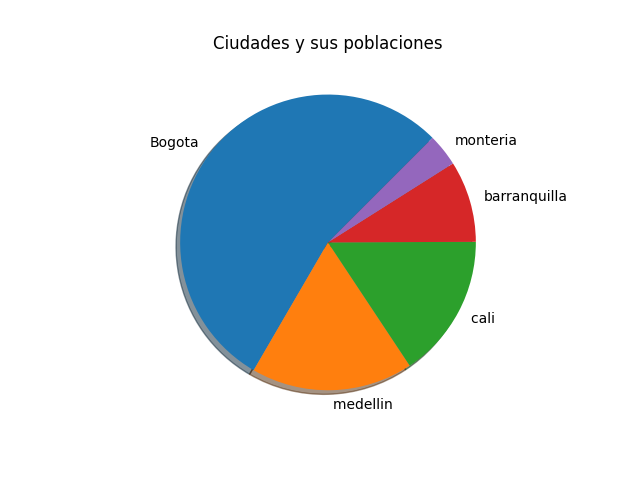 Ciudades y sus poblaciones
Bogota
monteria
barranquilla
cali
medellin